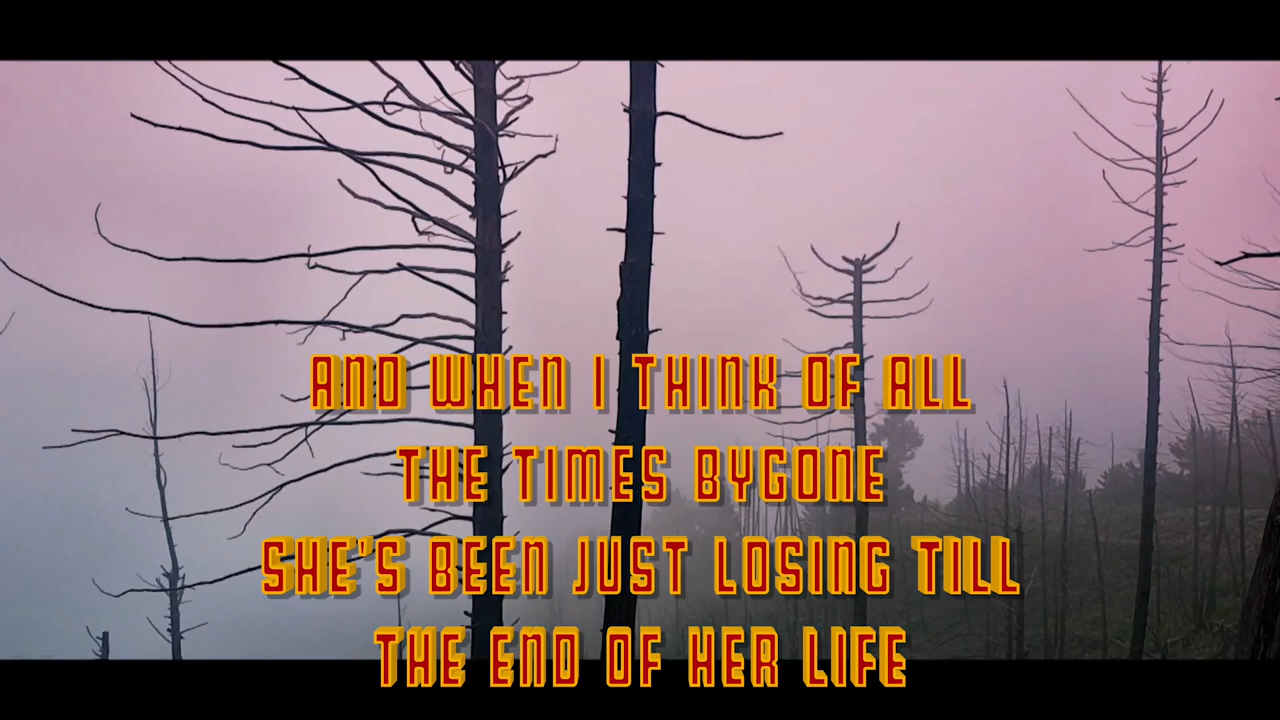 AND WHEN I THINK OF ALL
THE TIMES BYGONE
SHE'S BEEN JUST LOSING TILL
THE END OF HER LIFE